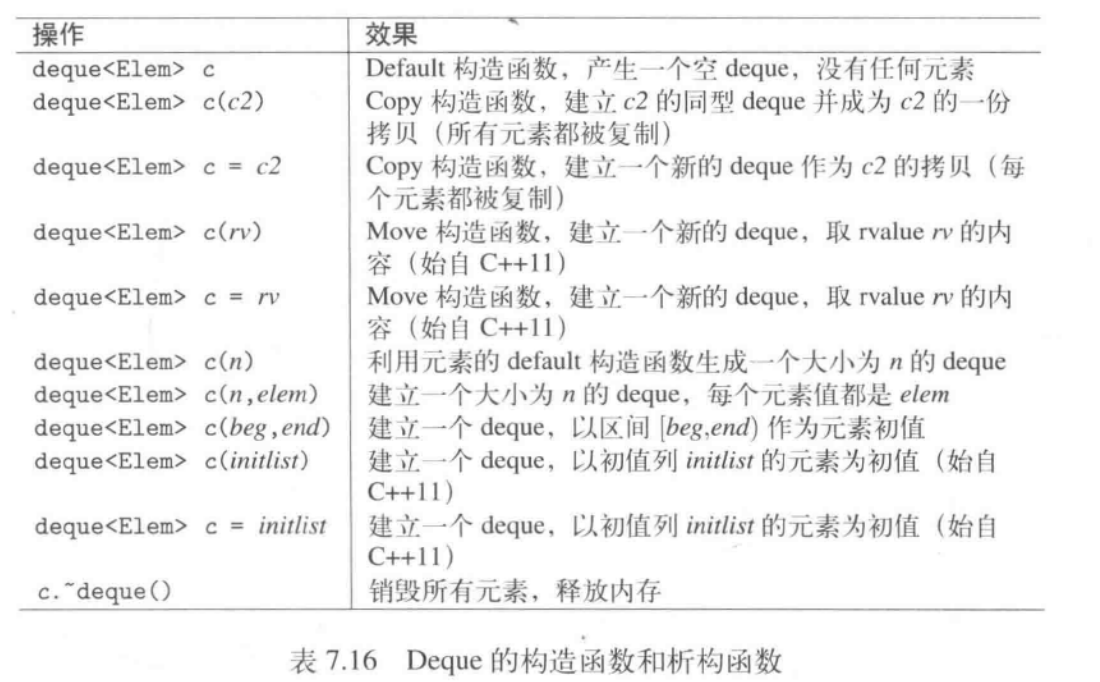 操作 效果
deque<Elem> c Default 构造函数，产生一个空 deque，没有任何元素
deque<Elem> c(c2) Copy 构造函数，建立 c2 的同型 deque 并成为 c2 的一份
拷贝（所有元素都被复制）
deque<Elem> c = c2 Copy 构造函数，建立一个新的 deque 作为 c2 的拷贝（每
个元素都被复制）
deque<Elem> c(rv) Move 构造函数，建立一个新的 deque，取 rvalue rv 的内
容（始自 C++11）
deque<Elem> c = rv Move 构造函数，建立一个新的 deque，取 rvalue rv 的内
容（始自 C++11）
deque<Elem> c(n) 利用元素的 default 构造函数生成一个大小为 n 的 deque
deque<Elem> c(n,elem) 建立一个大小为 n 的 deque，每个元素值都是 elem
deque<Elem> c(beg,end) 建立一个 deque，以区间 [beg,end) 作为元素初值
deque<Elem> c(initlist) 建立一个 deque，以初值列 initlist 的元素为初值（始自
C++11）
deque<Elem> c = initlist 建立一个 deque，以初值列 initlist 的元素为初值（始自
C++11）
c.~deque() 销毁所有元素，释放内存
表 7.16 Deque 的构造函数和析构函数